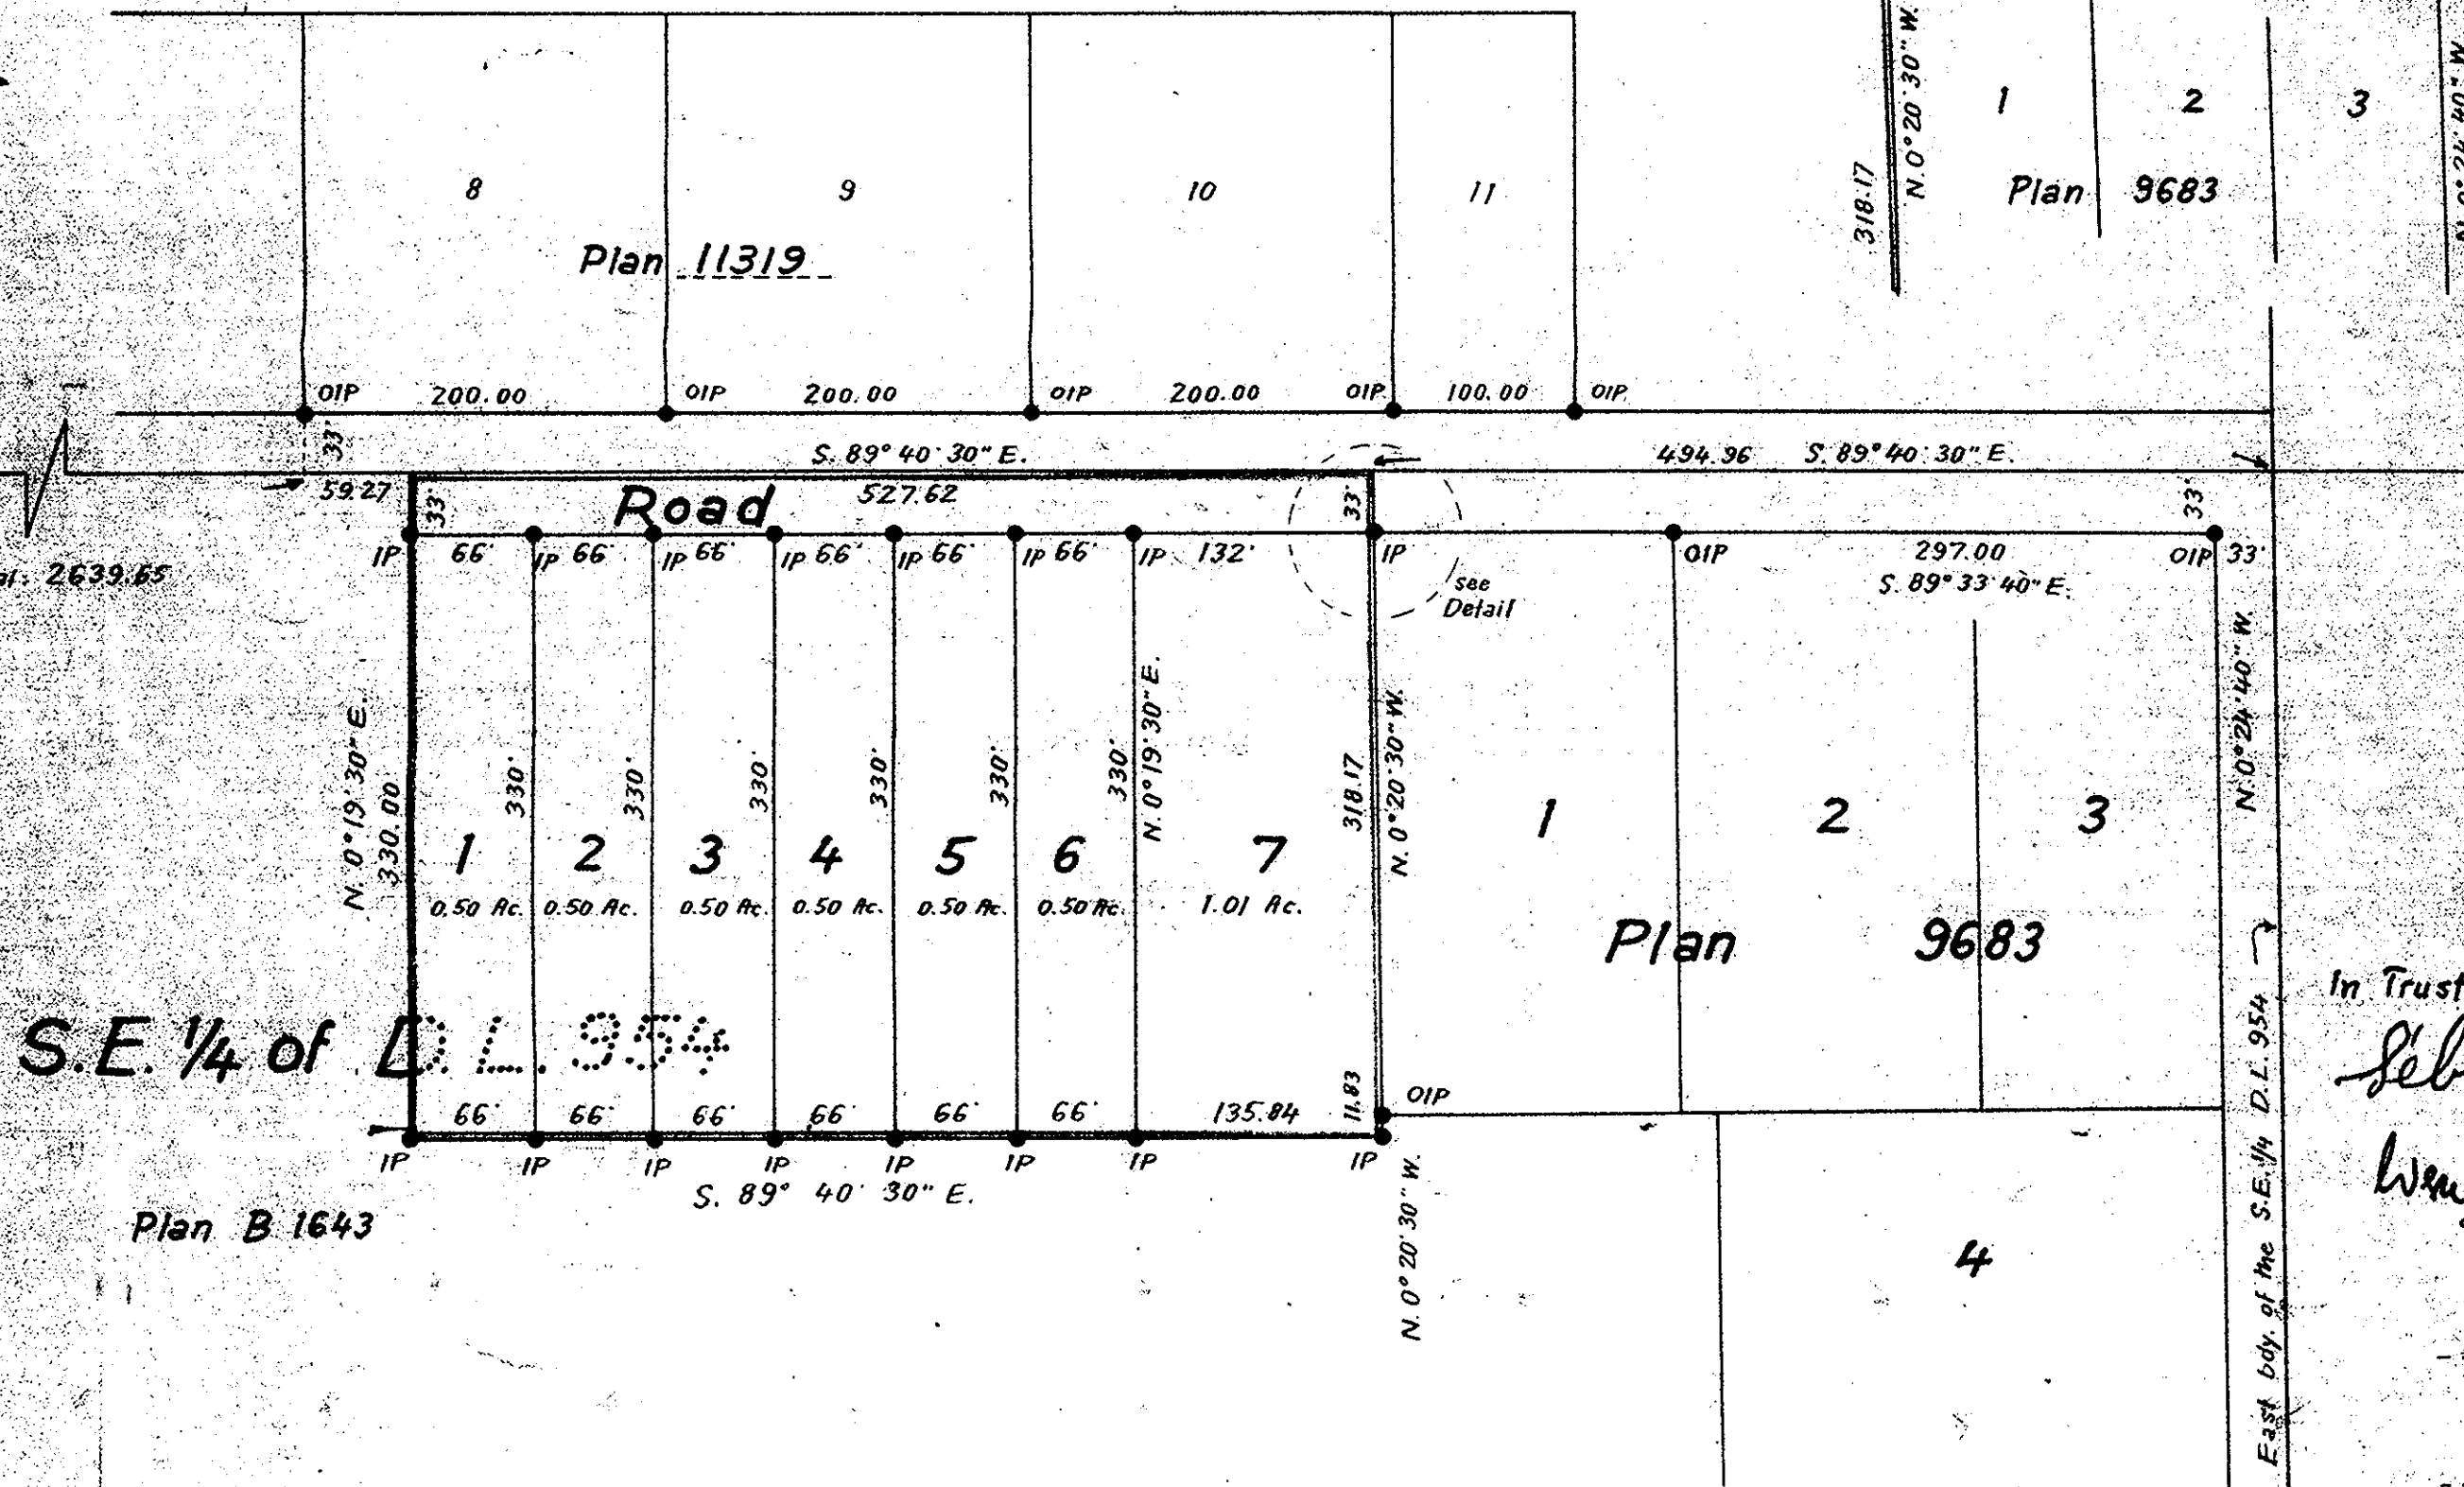 8
9
10
11
Plan 11319
318.17
N. 0° 20' 30" W.
1
2
3
Plan 9683
N. 0° 24' 40" W.
OIP 200.00 OIP 200.00 OIP 200.00 OIP 100.00 OIP
33'
S. 89° 40' 30" E.
494.96 S. 89° 40' 30" E.
59.27
33'
Road
527.62
33'
33'
IP 66' IP 66' IP 66' IP 66' IP 66' IP 66' IP 132' IP
OIP 297.00 OIP 33'
S. 89° 33' 40" E.
2639.65
see
Detail
N. 0° 19' 30" E.
330.00
330'
330'
330'
330'
330'
330'
N. 0° 19' 30" E.
318.17
N. 0° 20' 30" W.
N. 0° 24' 40" W.
1 2 3 4 5 6 7
0.50 Ac. 0.50 Ac. 0.50 Ac. 0.50 Ac. 0.50 Ac. 0.50 Ac. 1.01 Ac.
1 2 3
Plan 9683
In Trust
S.E. 1/4 of D.L. 954
66' 66' 66' 66' 66' 66' 135.84
11.83
OIP
IP IP IP IP IP IP IP IP
S. 89° 40' 30" E.
Plan B 1643
N. 0° 20' 30" W.
4
East bdy. of the S.E. 1/4 D.L. 954